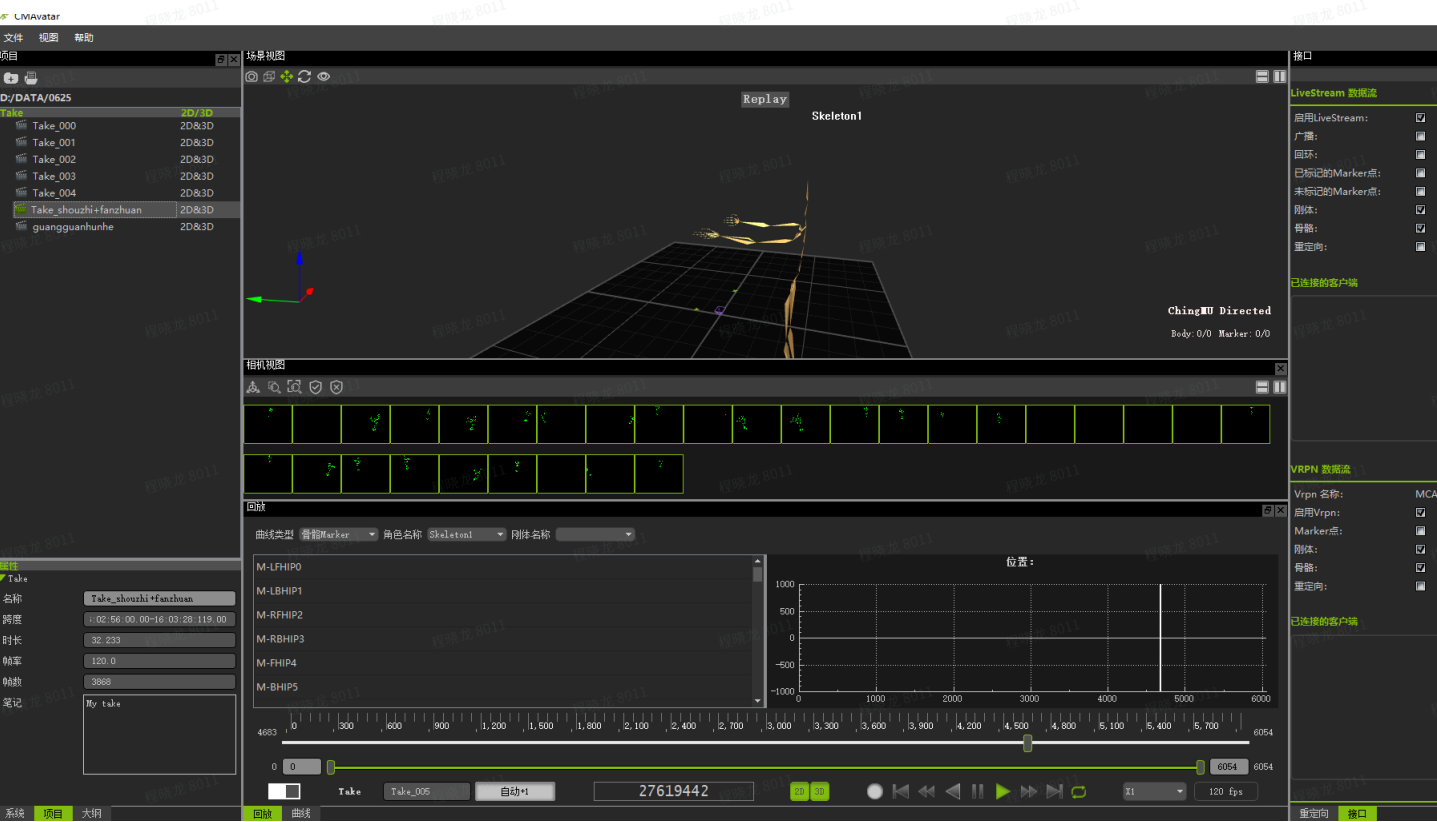 CMAvatar
文件 视图 帮助
项目
D:/DATA/0625
Take 2D/3D
Take_000 2D&3D
Take_001 2D&3D
Take_002 2D&3D
Take_003 2D&3D
Take_004 2D&3D
Take_shouzhi+fanzhuan 2D&3D
guangguanhunhe 2D&3D
属性
Take
名称 Take_shouzhi+fanzhuan
跨度 :02:56:00.00-16:03:28:119.00
时长 32.233
帧率 120.0
帧数 3868
笔记 My take
系统 项目 大纲
场景视图
Replay
Skeleton1
ChingMU Directed
Body:0/0 Marker:0/0
相机视图
回放
曲线类型 骨骼Marker 角色名称 Skeleton1 刚体名称
M-LFHIP0
M-LBHIP1
M-RFHIP2
M-RBHIP3
M-FHIP4
M-BHIP5
位置:
1000
500
0
-500
-1000
0 1000 2000 3000 4000 5000 6000
4683 0 300 600 900 1,200 1,500 1,800 2,100 2,400 2,700 3,000 3,300 3,600 3,900 4,200 4,500 4,800 5,100 5,400 5,700 6054
0 0 6054 6054
Take Take_005 自动+1 27619442 2D 3D X1 120 fps
回放 曲线
接口
LiveStream 数据流
启用LiveStream:
广播:
回环:
已标记的Marker点:
未标记的Marker点:
刚体:
骨骼:
重定向:
已连接的客户端
VRPN 数据流
Vrpn 名称: MCA
启用Vrpn:
Marker点:
刚体:
骨骼:
重定向:
已连接的客户端
重定向 接口
程晓龙 8011